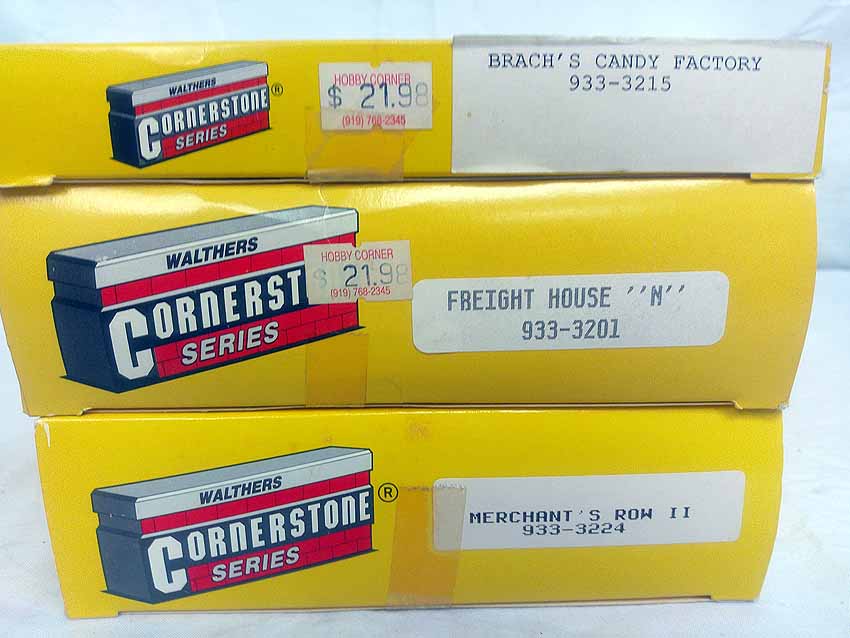 WALTHERS
CORNERSTONE®
SERIES
HOBBY CORNER
$ 21.98
(919) 768-2345
BRACH'S CANDY FACTORY
933-3215
WALTHERS
CORNERST
SERIES
HOBBY CORNER
$ 21.98
(919) 768-2345
FREIGHT HOUSE ''N''
933-3201
WALTHERS
CORNERSTONE®
SERIES
MERCHANT'S ROW II
933-3224